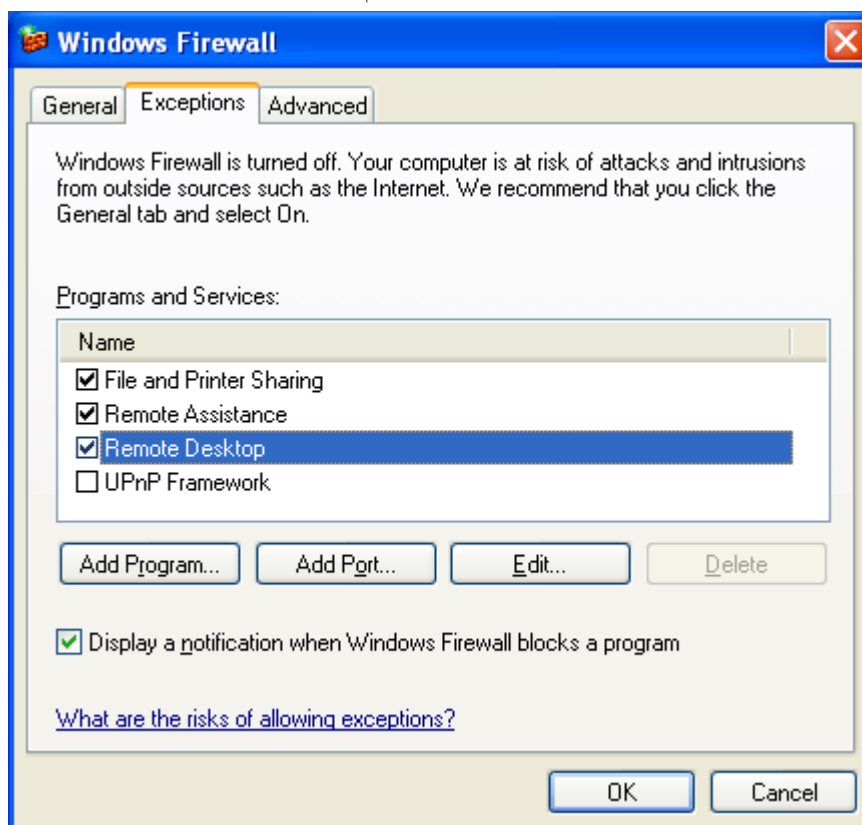 Windows Firewall
General Exceptions Advanced
Windows Firewall is turned off. Your computer is at risk of attacks and intrusions
from outside sources such as the Internet. We recommend that you click the
General tab and select On.
Programs and Services:
Name
File and Printer Sharing
Remote Assistance
Remote Desktop
UPnP Framework
Add Program... Add Port... Edit... Delete
Display a notification when Windows Firewall blocks a program
What are the risks of allowing exceptions?
OK Cancel